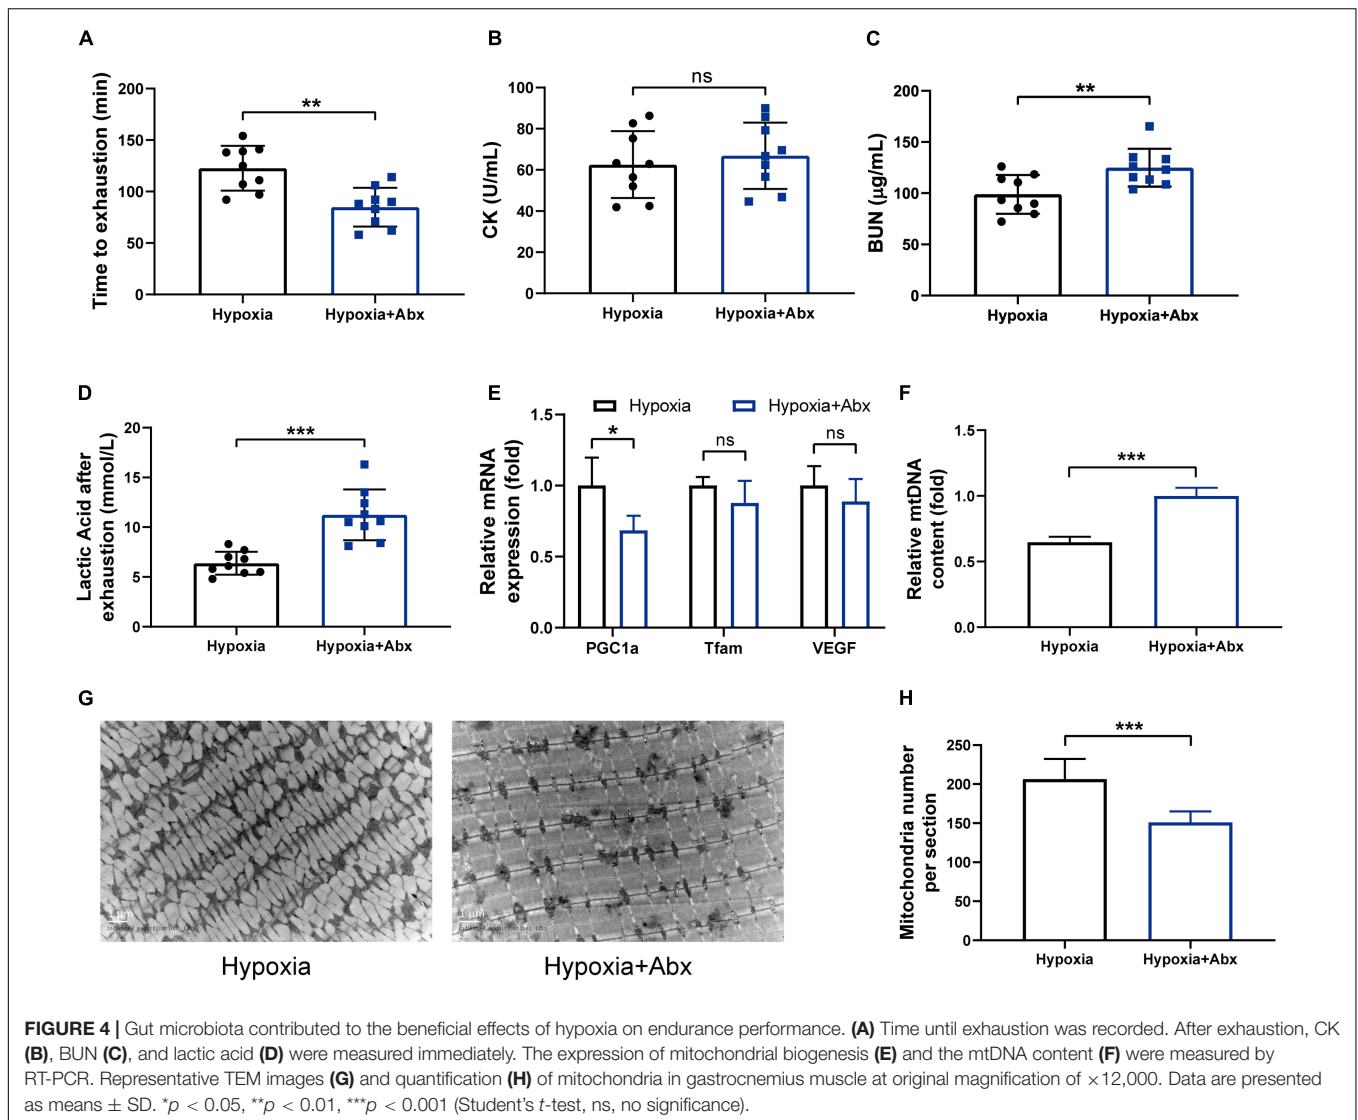 A
B
C
Time to exhaustion (min)
200
150
100
50
0
**
Hypoxia
Hypoxia+Abx
CK (U/mL)
100
80
60
40
20
0
ns
Hypoxia
Hypoxia+Abx
BUN (µg/mL)
200
150
100
50
0
**
Hypoxia
Hypoxia+Abx
D
E
F
Lactic Acid after
exhaustion (mmol/L)
20
15
10
5
0
***
Hypoxia
Hypoxia+Abx
Relative mRNA
expression (fold)
1.5
1.0
0.5
0.0
Hypoxia
Hypoxia+Abx
*
ns
ns
PGC1a
Tfam
VEGF
Relative mtDNA
content (fold)
1.5
1.0
0.5
0.0
***
Hypoxia
Hypoxia+Abx
G
H
1 µm
1 µm
Hypoxia
Hypoxia+Abx
Mitochondria number
per section
250
200
150
100
50
0
***
Hypoxia
Hypoxia+Abx
FIGURE 4 | Gut microbiota contributed to the beneficial effects of hypoxia on endurance performance. (A) Time until exhaustion was recorded. After exhaustion, CK
(B), BUN (C), and lactic acid (D) were measured immediately. The expression of mitochondrial biogenesis (E) and the mtDNA content (F) were measured by
RT-PCR. Representative TEM images (G) and quantification (H) of mitochondria in gastrocnemius muscle at original magnification of ×12,000. Data are presented
as means ± SD. *p < 0.05, **p < 0.01, ***p < 0.001 (Student's t-test, ns, no significance).